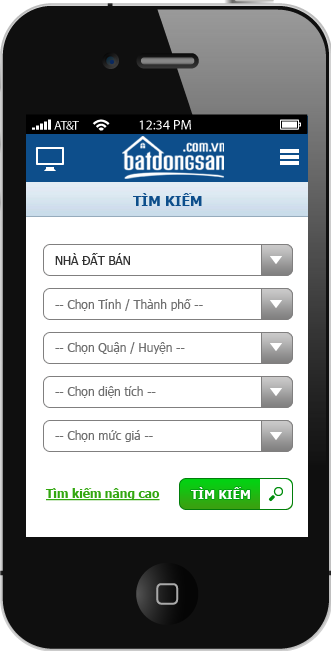 AT&T 12:34 PM
.com.vn
batdongsan
TÌM KIẾM
NHÀ ĐẤT BÁN
-- Chọn Tỉnh / Thành phố --
-- Chọn Quận / Huyện --
-- Chọn diện tích --
-- Chọn mức giá --
Tìm kiếm nâng cao TÌM KIẾM